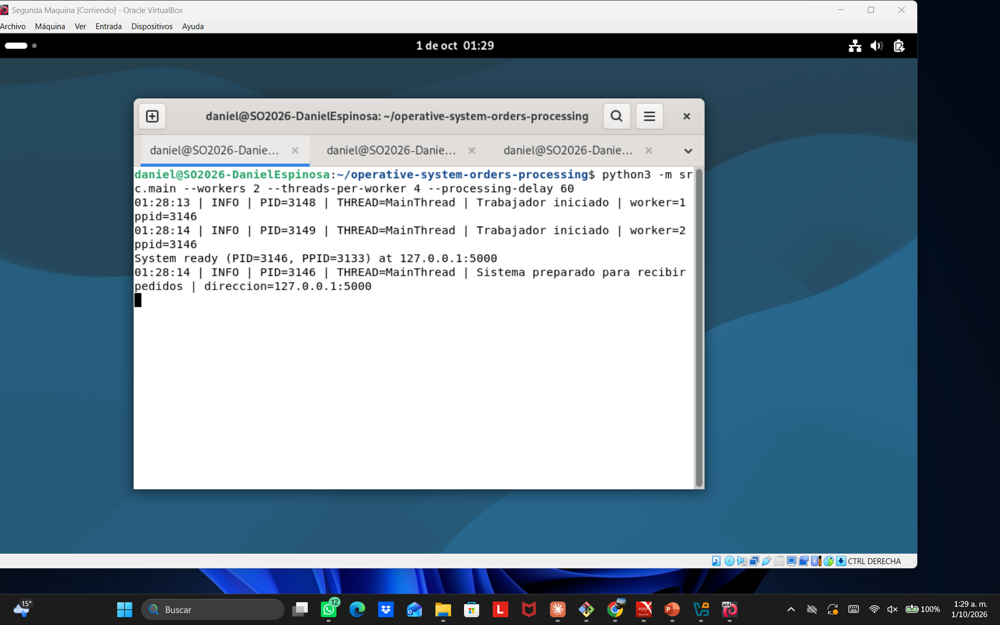 Segunda Maquina [Corriendo] - Oracle VirtualBox
Archivo Máquina Ver Entrada Dispositivos Ayuda
1 de oct 01:29
daniel@SO2026-DanielEspinosa: ~/operative-system-orders-processing
daniel@SO2026-Danie... daniel@SO2026-Danie... daniel@SO2026-Danie...
daniel@SO2026-DanielEspinosa:~/operative-system-orders-processing$ python3 -m sr
c.main --workers 2 --threads-per-worker 4 --processing-delay 60
01:28:13 | INFO | PID=3148 | THREAD=MainThread | Trabajador iniciado | worker=1
ppid=3146
01:28:14 | INFO | PID=3149 | THREAD=MainThread | Trabajador iniciado | worker=2
ppid=3146
System ready (PID=3146, PPID=3133) at 127.0.0.1:5000
01:28:14 | INFO | PID=3146 | THREAD=MainThread | Sistema preparado para recibir
pedidos | direccion=127.0.0.1:5000
CTRL DERECHA
15°
Buscar
12
L
PDF
P
x64
100%
1:29 a. m.
1/10/2026